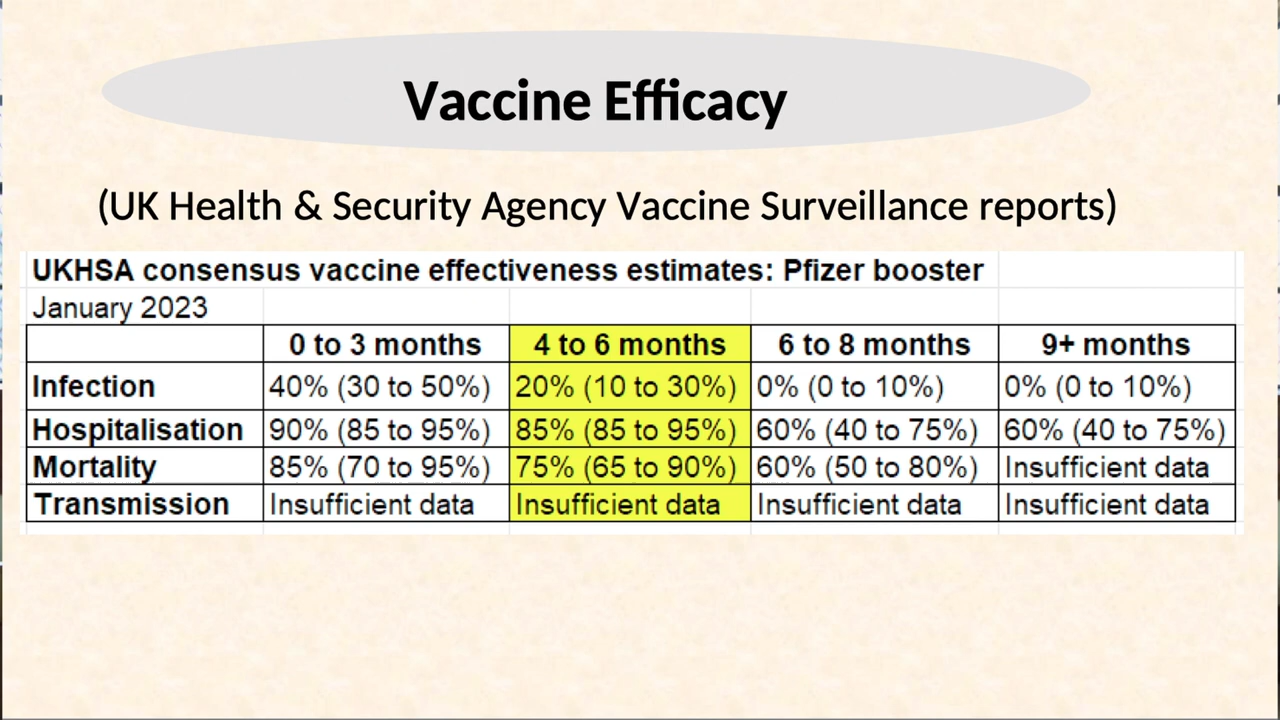 Vaccine Efficacy
(UK Health & Security Agency Vaccine Surveillance reports)
UKHSA consensus vaccine effectiveness estimates: Pfizer booster
January 2023
0 to 3 months 4 to 6 months 6 to 8 months 9+ months
Infection 40% (30 to 50%) 20% (10 to 30%) 0% (0 to 10%) 0% (0 to 10%)
Hospitalisation 90% (85 to 95%) 85% (85 to 95%) 60% (40 to 75%) 60% (40 to 75%)
Mortality 85% (70 to 95%) 75% (65 to 90%) 60% (50 to 80%) Insufficient data
Transmission Insufficient data Insufficient data Insufficient data Insufficient data